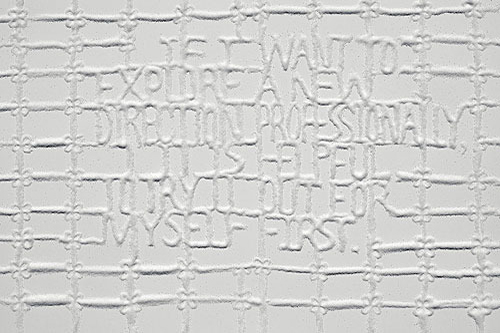 IF I WANT TO
EXPLORE A NEW
DIRECTION PROFESSIONALLY,
IT IS HELPFUL
TO TRY IT OUT FOR
MYSELF FIRST.